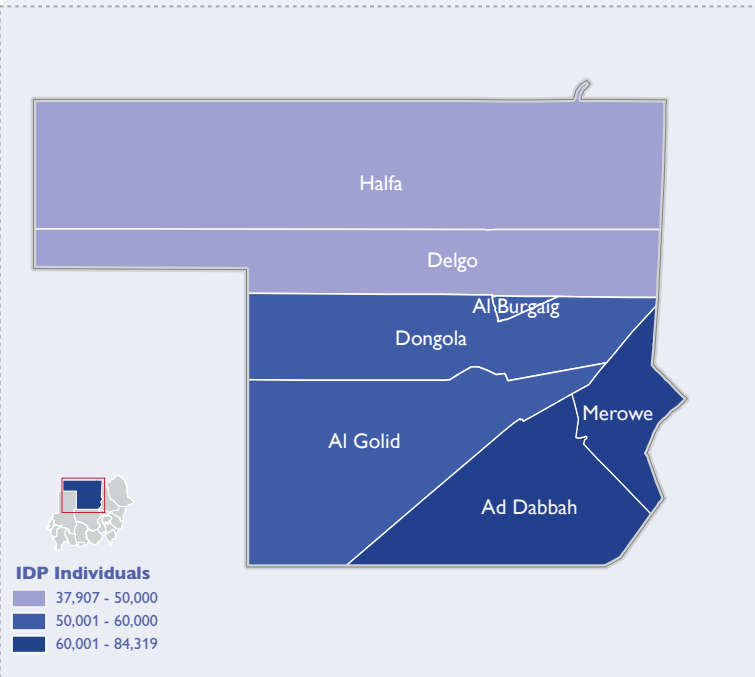 Halfa
Delgo
Al Burgaig
Dongola
Merowe
Al Golid
Ad Dabbah
IDP Individuals
37,907 - 50,000
50,001 - 60,000
60,001 - 84,319